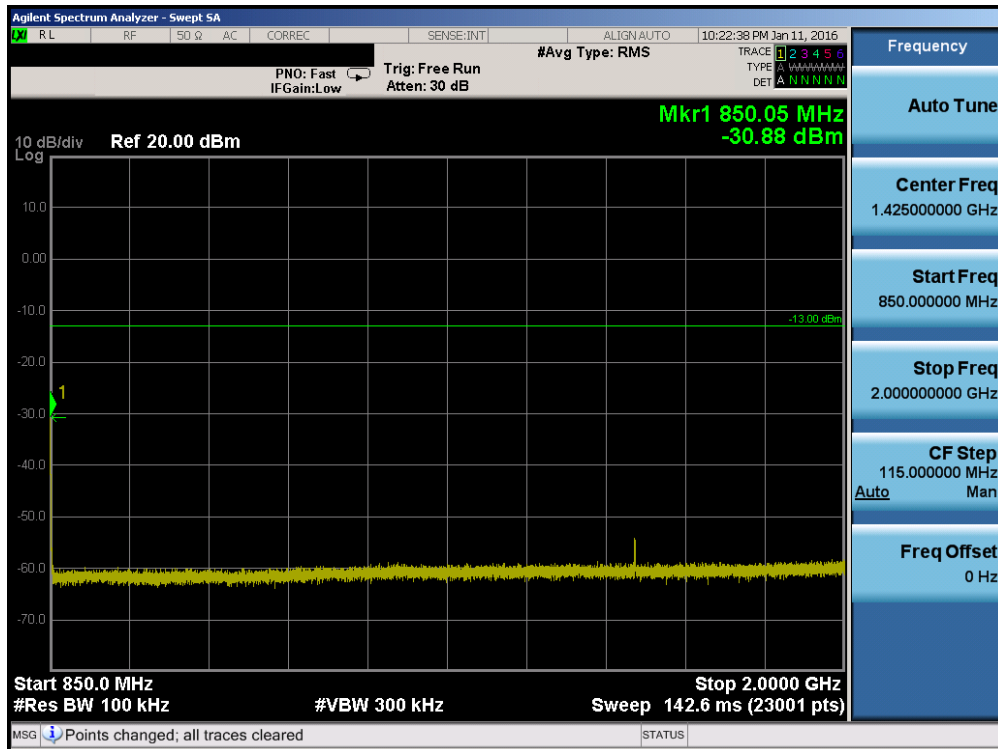 Agilent Spectrum Analyzer - Swept SA
LXI RL RF 50 Ω AC CORREC SENSE:INT ALIGN AUTO 10:22:38 PM Jan 11, 2016
PNO: Fast
IFGain:Low
Trig: Free Run
Atten: 30 dB
#Avg Type: RMS
TRACE 1 2 3 4 5 6
TYPE A WWWWW
DET A N N N N N
Mkr1 850.05 MHz
-30.88 dBm
10 dB/div Ref 20.00 dBm
Log
10.0
0.00
-10.0
-13.00 dBm
-20.0
1
-30.0
-40.0
-50.0
-60.0
-70.0
Start 850.0 MHz Stop 2.0000 GHz
#Res BW 100 kHz #VBW 300 kHz Sweep 142.6 ms (23001 pts)
MSG Points changed; all traces cleared STATUS
Frequency
Auto Tune
Center Freq
1.425000000 GHz
Start Freq
850.000000 MHz
Stop Freq
2.000000000 GHz
CF Step
115.000000 MHz
Auto Man
Freq Offset
0 Hz